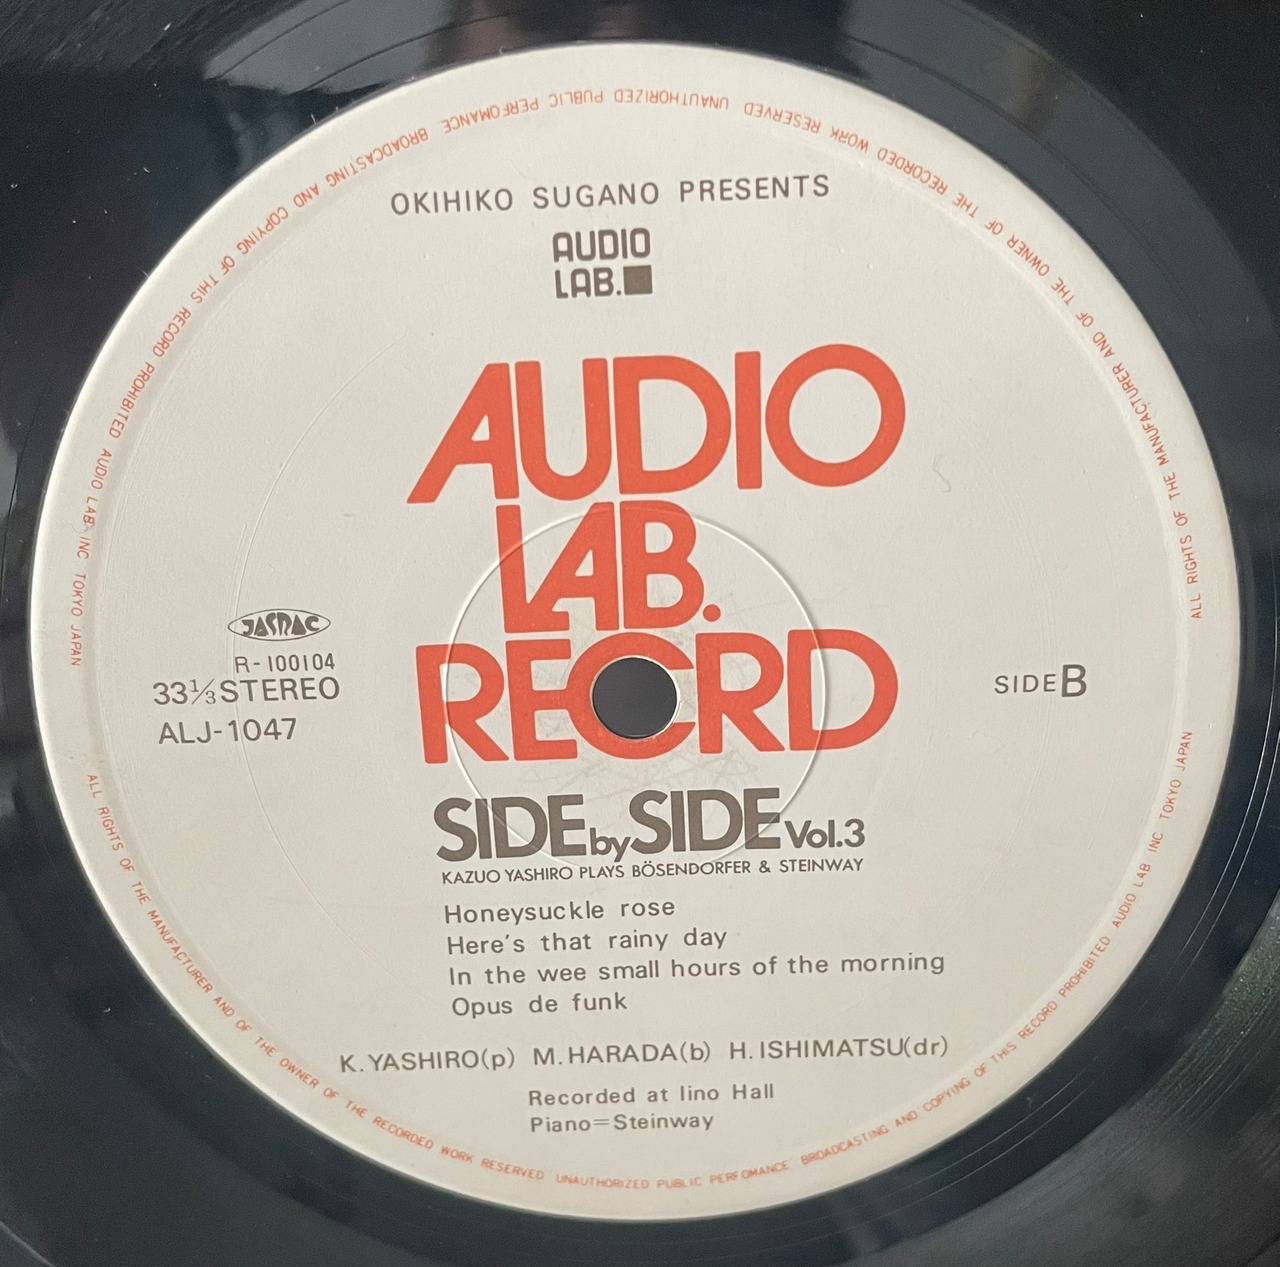 OKIHIKO SUGANO PRESENTS
AUDIO
LAB.
AUDIO
LAB.
RECORD
JASRAC
R-100104
33⅓ STEREO
ALJ-1047
SIDE B
SIDE by SIDE Vol.3
KAZUO YASHIRO PLAYS BÖSENDORFER & STEINWAY
Honeysuckle rose
Here's that rainy day
In the wee small hours of the morning
Opus de funk
K. YASHIRO(p) M. HARADA(b) H. ISHIMATSU(dr)
Recorded at Iino Hall
Piano=Steinway
ALL RIGHTS OF THE MANUFACTURER AND OF THE OWNER OF THE RECORDED WORK RESERVED UNAUTHORIZED PUBLIC PERFOMANCE BROADCASTING AND COPYING OF THIS RECORD PROHIBITED AUDIO LAB INC TOKYO JAPAN
ALL RIGHTS OF THE MANUFACTURER AND OF THE OWNER OF THE RECORDED WORK RESERVED UNAUTHORIZED PUBLIC PERFOMANCE BROADCASTING AND COPYING OF THIS RECORD PROHIBITED AUDIO LAB. INC TOKYO JAPAN